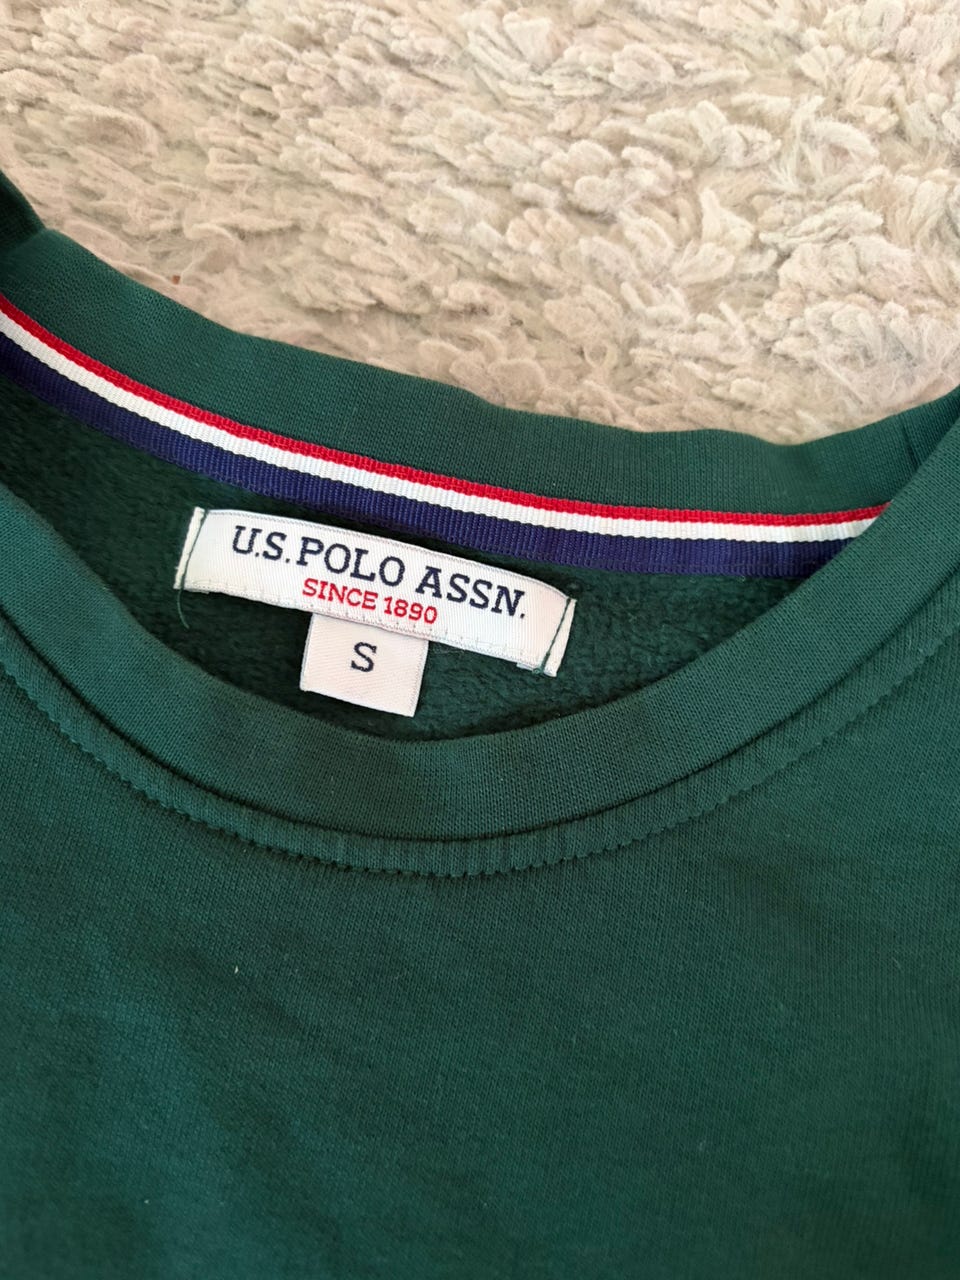 U.S. POLO ASSN.
SINCE 1890
S